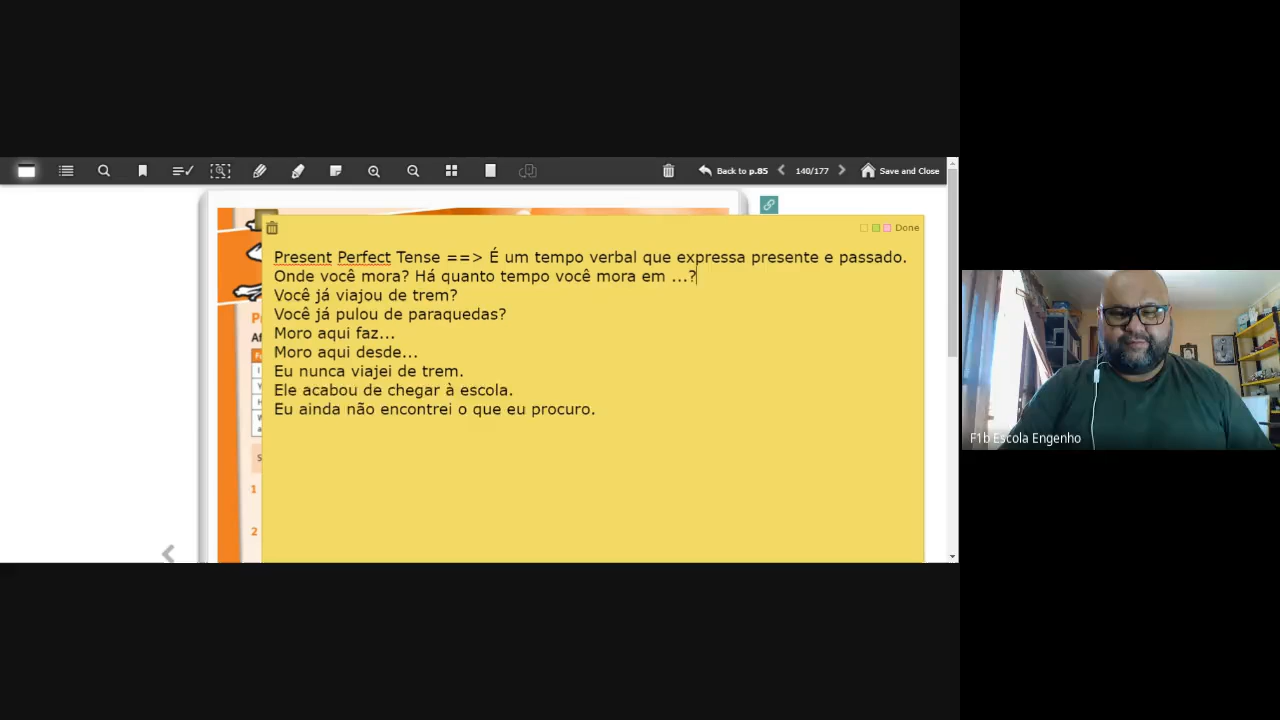 Back to p.85
140/177
Save and Close
Done
Present Perfect Tense ==> É um tempo verbal que expressa presente e passado.
Onde você mora? Há quanto tempo você mora em ...?
Você já viajou de trem?
Você já pulou de paraquedas?
Moro aqui faz...
Moro aqui desde...
Eu nunca viajei de trem.
Ele acabou de chegar à escola.
Eu ainda não encontrei o que eu procuro.
1
2
F1b Escola Engenho